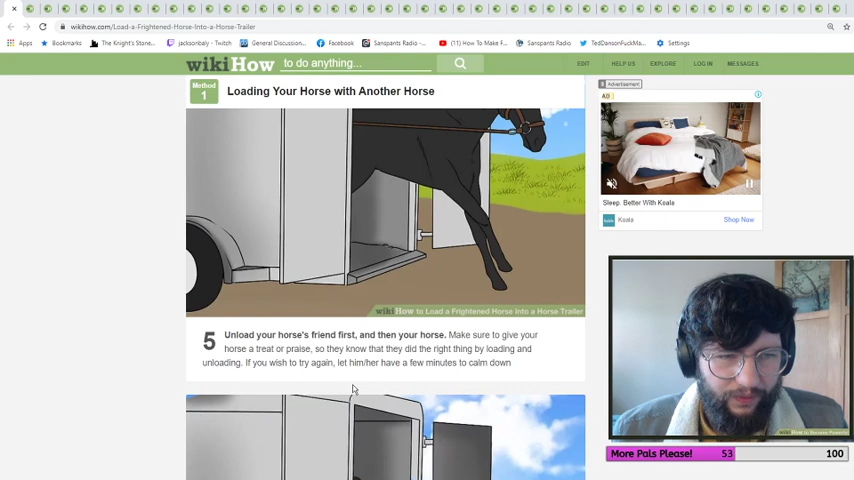 wikihow.com/Load-a-Frightened-Horse-Into-a-Horse-Trailer
Apps
Bookmarks
The Knight's Stone...
jacksonbaly - Twitch
General Discussion...
Facebook
Sanspants Radio -...
(11) How To Make F...
Sanspants Radio
TedDansonFuckMa...
Settings
wikiHow to do anything...
EDIT
HELP US
EXPLORE
LOG IN
MESSAGES
Method
1
Loading Your Horse with Another Horse
Advertisement
AD
Sleep. Better With Koala
Koala
Shop Now
wikiHow to Load a Frightened Horse Into a Horse Trailer
5 Unload your horse's friend first, and then your horse. Make sure to give your
horse a treat or praise, so they know that they did the right thing by loading and
unloading. If you wish to try again, let him/her have a few minutes to calm down
wikiHow to Become Powerful
More Pals Please! 53 100